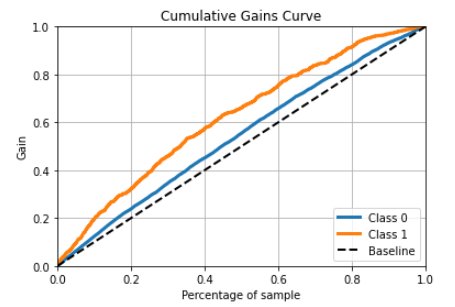 Cumulative Gains Curve
1.0
0.8
0.6
0.4
0.2
0.0
Gain
0.0 0.2 0.4 0.6 0.8 1.0
Percentage of sample
Class 0
Class 1
Baseline